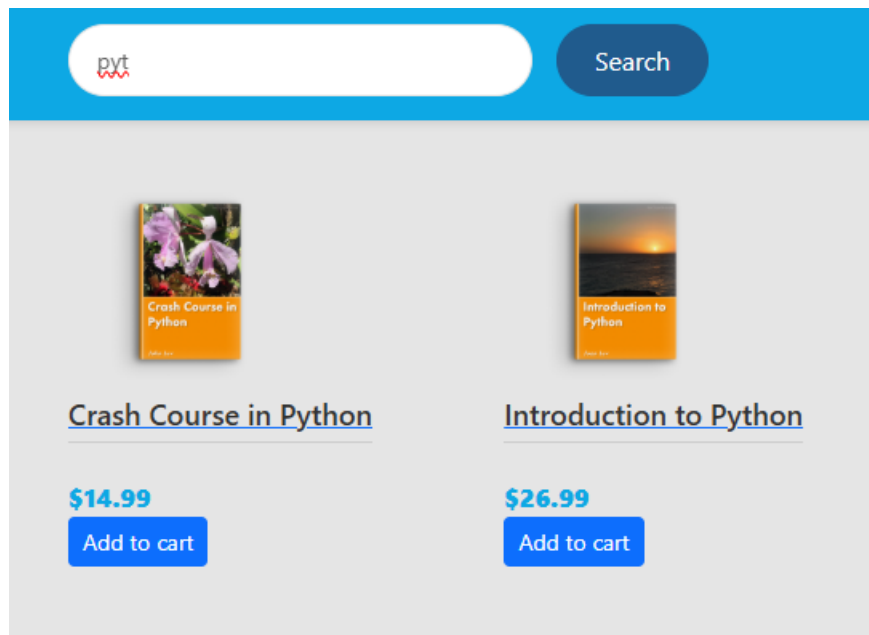 pyt
Search
Crash Course in
Python
Introduction to
Python
Crash Course in Python
Introduction to Python
$14.99
$26.99
Add to cart
Add to cart